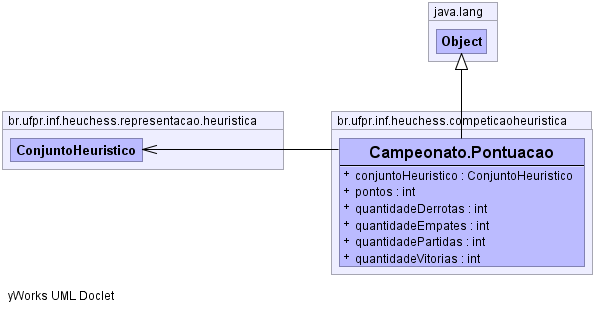 java.lang
Object
br.ufpr.inf.heuchess.representacao.heuristica
ConjuntoHeuristico
br.ufpr.inf.heuchess.competicaoheuristica
Campeonato.Pontuacao
+ conjuntoHeuristico : ConjuntoHeuristico
+ pontos : int
+ quantidadeDerrotas : int
+ quantidadeEmpates : int
+ quantidadePartidas : int
+ quantidadeVitorias : int
yWorks UML Doclet